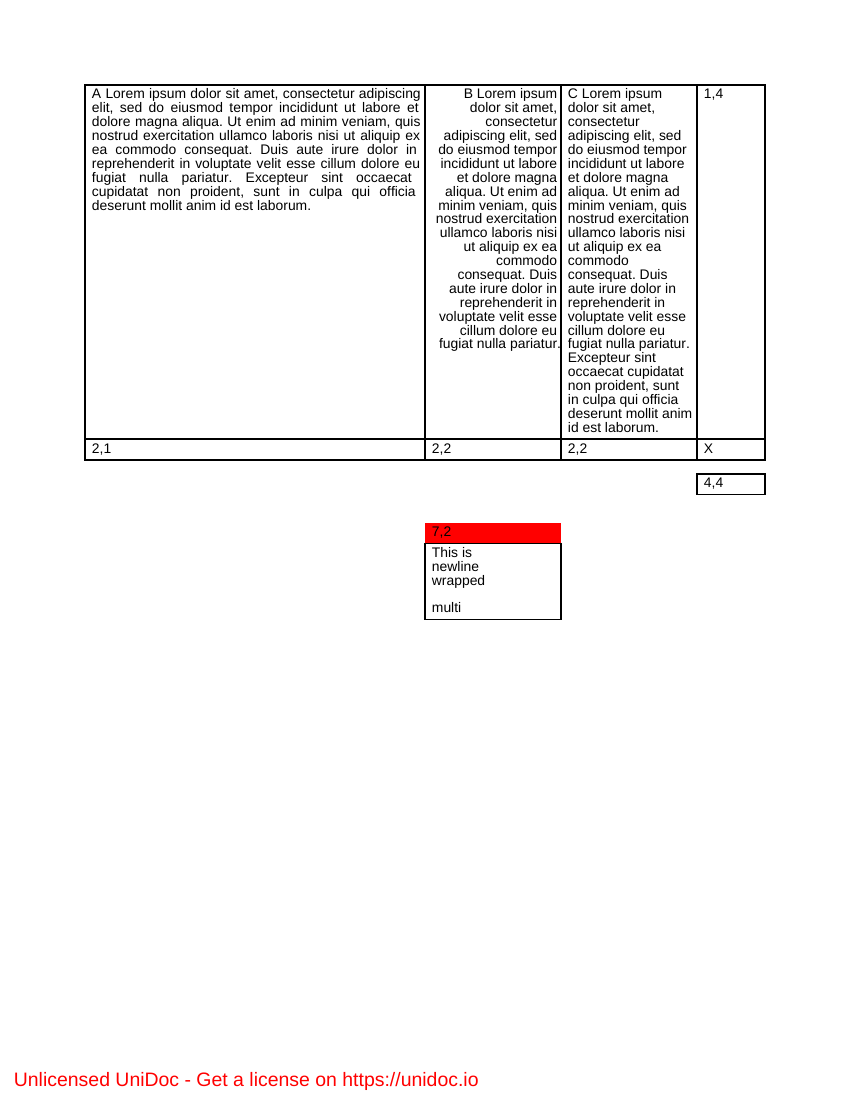 A Lorem ipsum dolor sit amet, consectetur adipiscing
elit, sed do eiusmod tempor incididunt ut labore et
dolore magna aliqua. Ut enim ad minim veniam, quis
nostrud exercitation ullamco laboris nisi ut aliquip ex
ea commodo consequat. Duis aute irure dolor in
reprehenderit in voluptate velit esse cillum dolore eu
fugiat nulla pariatur. Excepteur sint occaecat
cupidatat non proident, sunt in culpa qui officia
deserunt mollit anim id est laborum.
B Lorem ipsum
dolor sit amet,
consectetur
adipiscing elit, sed
do eiusmod tempor
incididunt ut labore
et dolore magna
aliqua. Ut enim ad
minim veniam, quis
nostrud exercitation
ullamco laboris nisi
ut aliquip ex ea
commodo
consequat. Duis
aute irure dolor in
reprehenderit in
voluptate velit esse
cillum dolore eu
fugiat nulla pariatur.
C Lorem ipsum
dolor sit amet,
consectetur
adipiscing elit, sed
do eiusmod tempor
incididunt ut labore
et dolore magna
aliqua. Ut enim ad
minim veniam, quis
nostrud exercitation
ullamco laboris nisi
ut aliquip ex ea
commodo
consequat. Duis
aute irure dolor in
reprehenderit in
voluptate velit esse
cillum dolore eu
fugiat nulla pariatur.
Excepteur sint
occaecat cupidatat
non proident, sunt
in culpa qui officia
deserunt mollit anim
id est laborum.
1,4
2,1
2,2
2,2
X
4,4
7,2
This is
newline
wrapped
multi
Unlicensed UniDoc - Get a license on https://unidoc.io